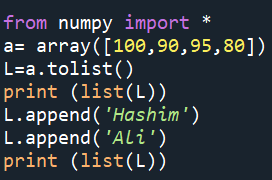 from numpy import *
a= array([100,90,95,80])
L=a.tolist()
print (list(L))
L.append('Hashim')
L.append('Ali')
print (list(L))